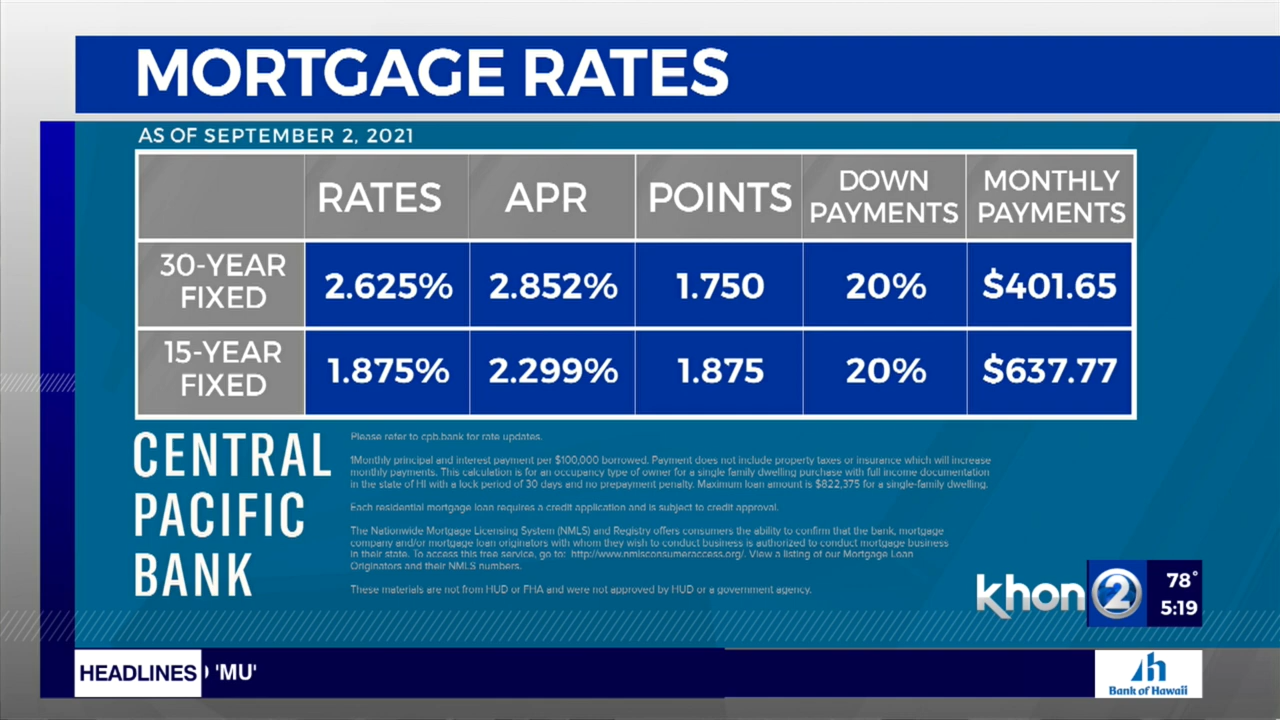 MORTGAGE RATES
AS OF SEPTEMBER 2, 2021
RATES APR POINTS DOWN PAYMENTS MONTHLY PAYMENTS
30-YEAR FIXED 2.625% 2.852% 1.750 20% $401.65
15-YEAR FIXED 1.875% 2.299% 1.875 20% $637.77
CENTRAL
PACIFIC
BANK
Please refer to cpb.bank for rate updates.
1Monthly principal and interest payment per $100,000 borrowed. Payment does not include property taxes or insurance which will increase
monthly payments. This calculation is for an occupancy type of owner for a single family dwelling purchase with full income documentation
in the state of HI with a lock period of 30 days and no prepayment penalty. Maximum loan amount is $822,375 for a single-family dwelling.
Each residential mortgage loan requires a credit application and is subject to credit approval.
The Nationwide Mortgage Licensing System (NMLS) and Registry offers consumers the ability to confirm that the bank, mortgage
company and/or mortgage loan originators with whom they wish to conduct business is authorized to conduct mortgage business
in their state. To access this free service, go to: http://www.nmlsconsumeraccess.org/. View a listing of our Mortgage Loan
Originators and their NMLS numbers.
These materials are not from HUD or FHA and were not approved by HUD or a government agency.
khon 2
78°
5:19
HEADLINES 'MU'
Bank of Hawaii